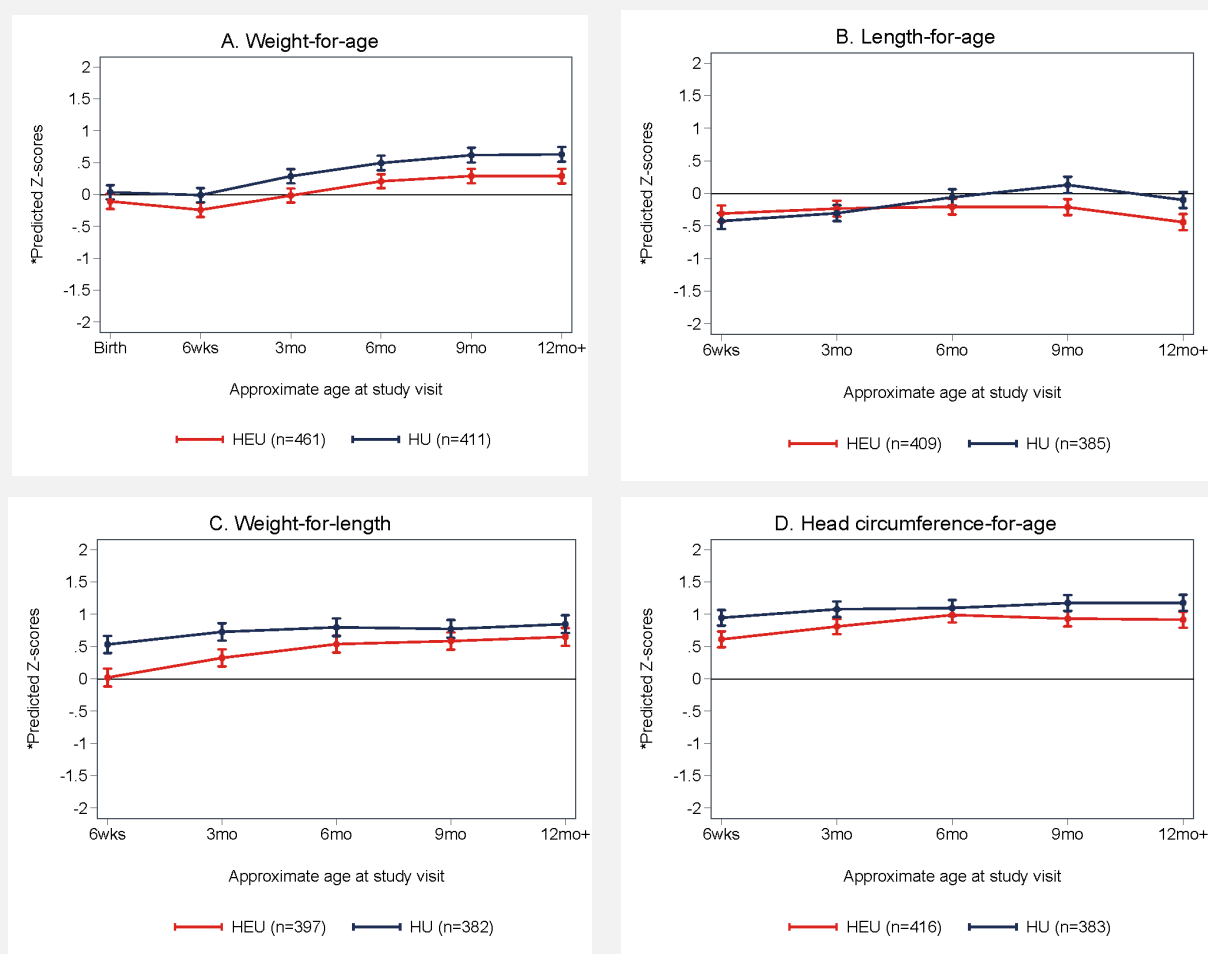 A. Weight-for-age
*Predicted Z-scores
2
1.5
1
.5
0
-.5
-1
-1.5
-2
Birth 6wks 3mo 6mo 9mo 12mo+
Approximate age at study visit
HEU (n=461) HU (n=411)
B. Length-for-age
*Predicted Z-scores
2
1.5
1
.5
0
-.5
-1
-1.5
-2
6wks 3mo 6mo 9mo 12mo+
Approximate age at study visit
HEU (n=409) HU (n=385)
C. Weight-for-length
*Predicted Z-scores
2
1.5
1
.5
0
-.5
-1
-1.5
-2
6wks 3mo 6mo 9mo 12mo+
Approximate age at study visit
HEU (n=397) HU (n=382)
D. Head circumference-for-age
*Predicted Z-scores
2
1.5
1
.5
0
-.5
-1
-1.5
-2
6wks 3mo 6mo 9mo 12mo+
Approximate age at study visit
HEU (n=416) HU (n=383)